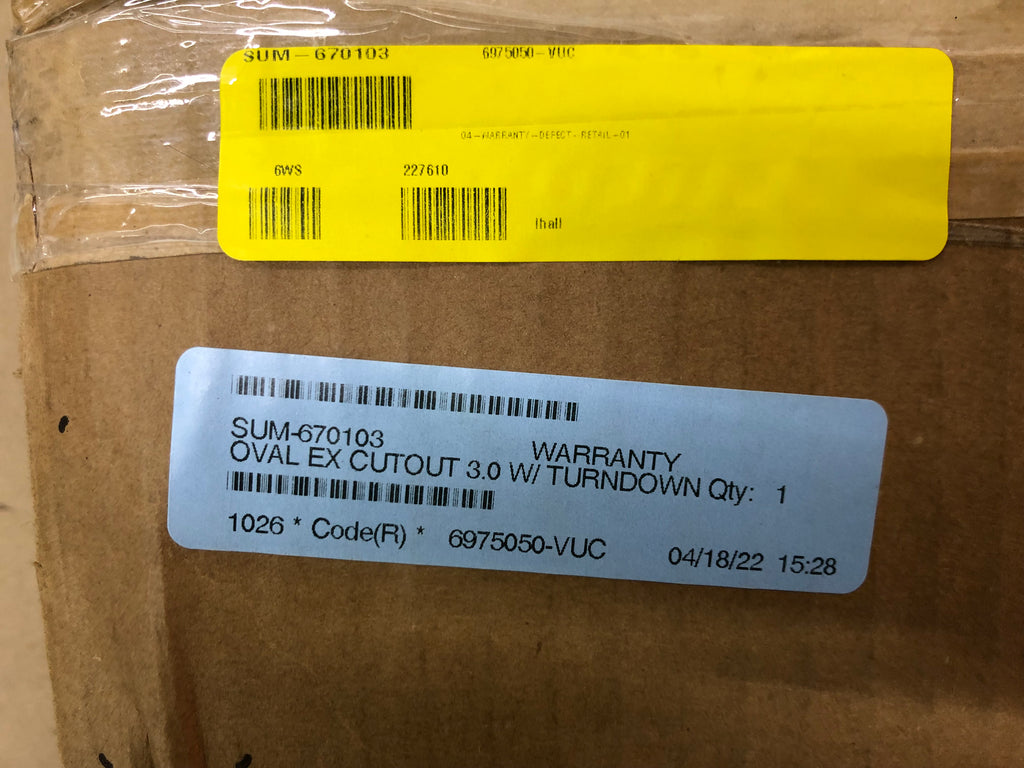 SUM-670103 6975050-VUC
04-WARRANTY-DEFECT-RETAIL-01
6WS 227610
lhall
SUM-670103 WARRANTY
OVAL EX CUTOUT 3.0 W/ TURNDOWN Qty: 1
1026 * Code(R) * 6975050-VUC 04/18/22 15:28